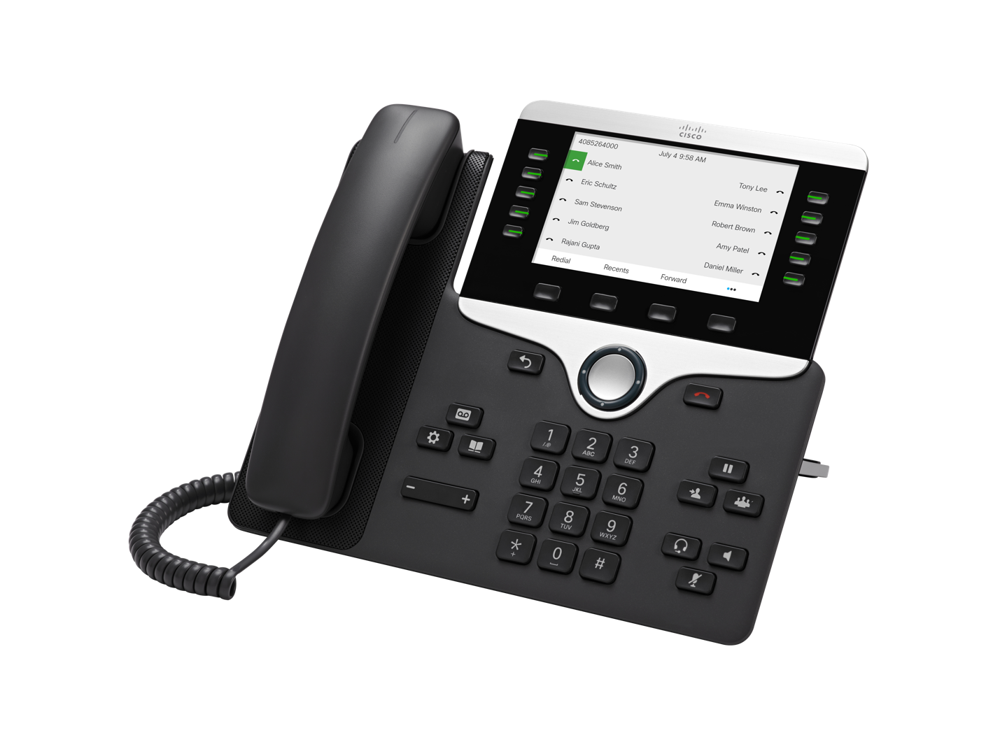 CISCO
4085264000
July 4 9:58 AM
Alice Smith
Eric Schultz
Sam Stevenson
Jim Goldberg
Rajani Gupta
Tony Lee
Emma Winston
Robert Brown
Amy Patel
Daniel Miller
Redial
Recents
Forward
1
/.@
2
ABC
3
DEF
4
GHI
5
JKL
6
MNO
7
PQRS
8
TUV
9
WXYZ
*
+
0
#
-
+